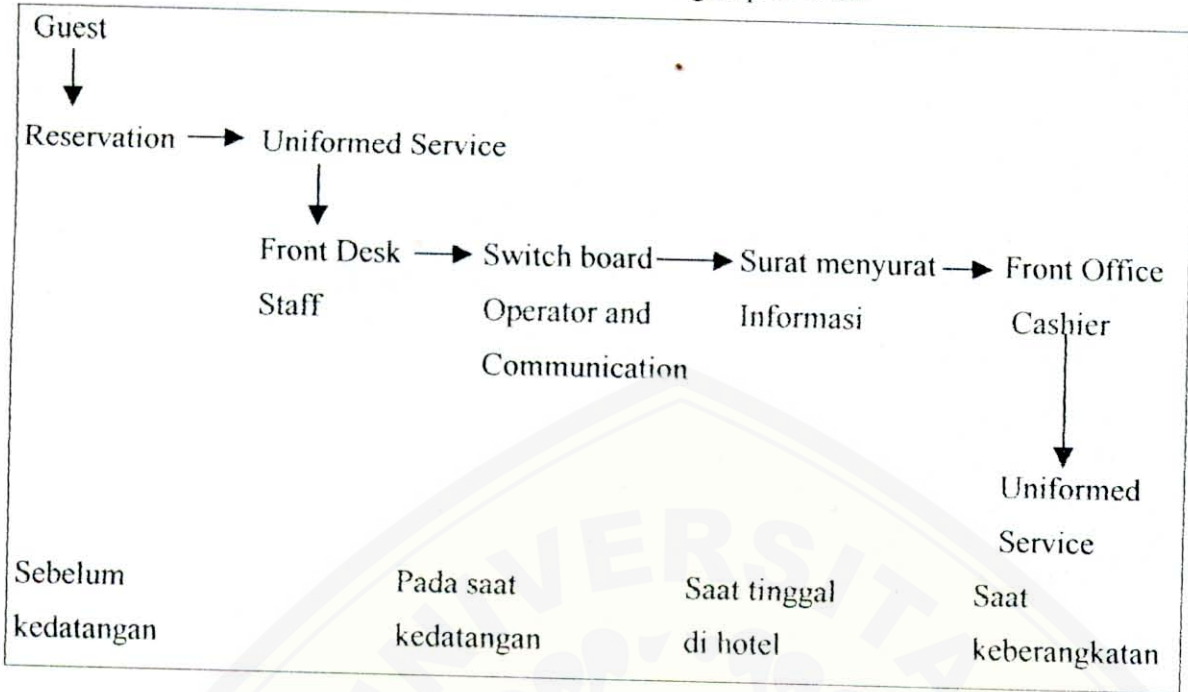 Guest
Reservation
Uniformed Service
Front Desk
Staff
Switch board
Operator and
Communication
Surat menyurat
Informasi
Front Office
Cashier
Uniformed
Service
Sebelum
kedatangan
Pada saat
kedatangan
Saat tinggal
di hotel
Saat
keberangkatan